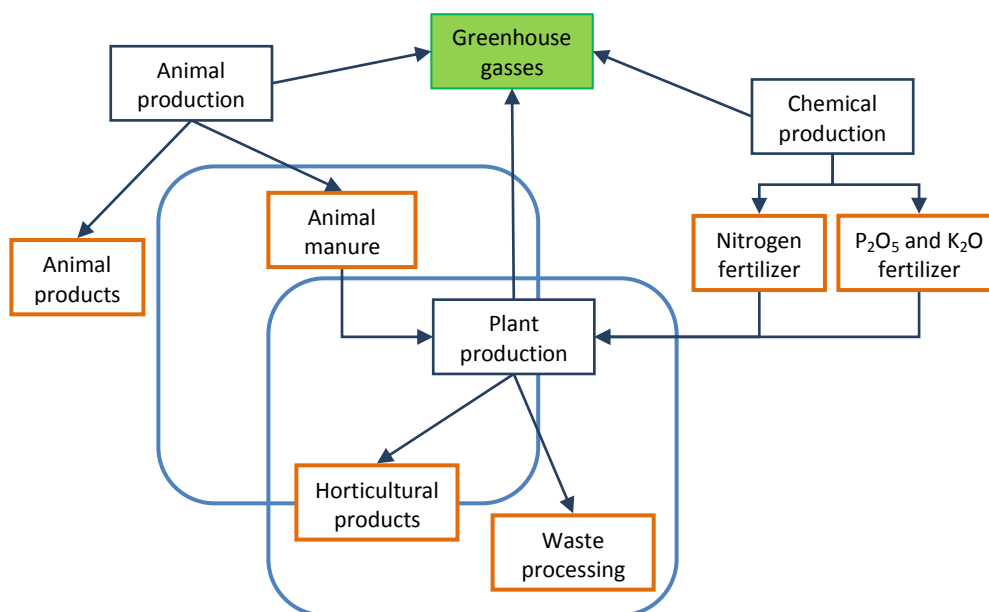 Greenhouse
gasses
Animal
production
Chemical
production
Animal
manure
Nitrogen
fertilizer
P₂O₅ and K₂O
fertilizer
Animal
products
Plant
production
Horticultural
products
Waste
processing